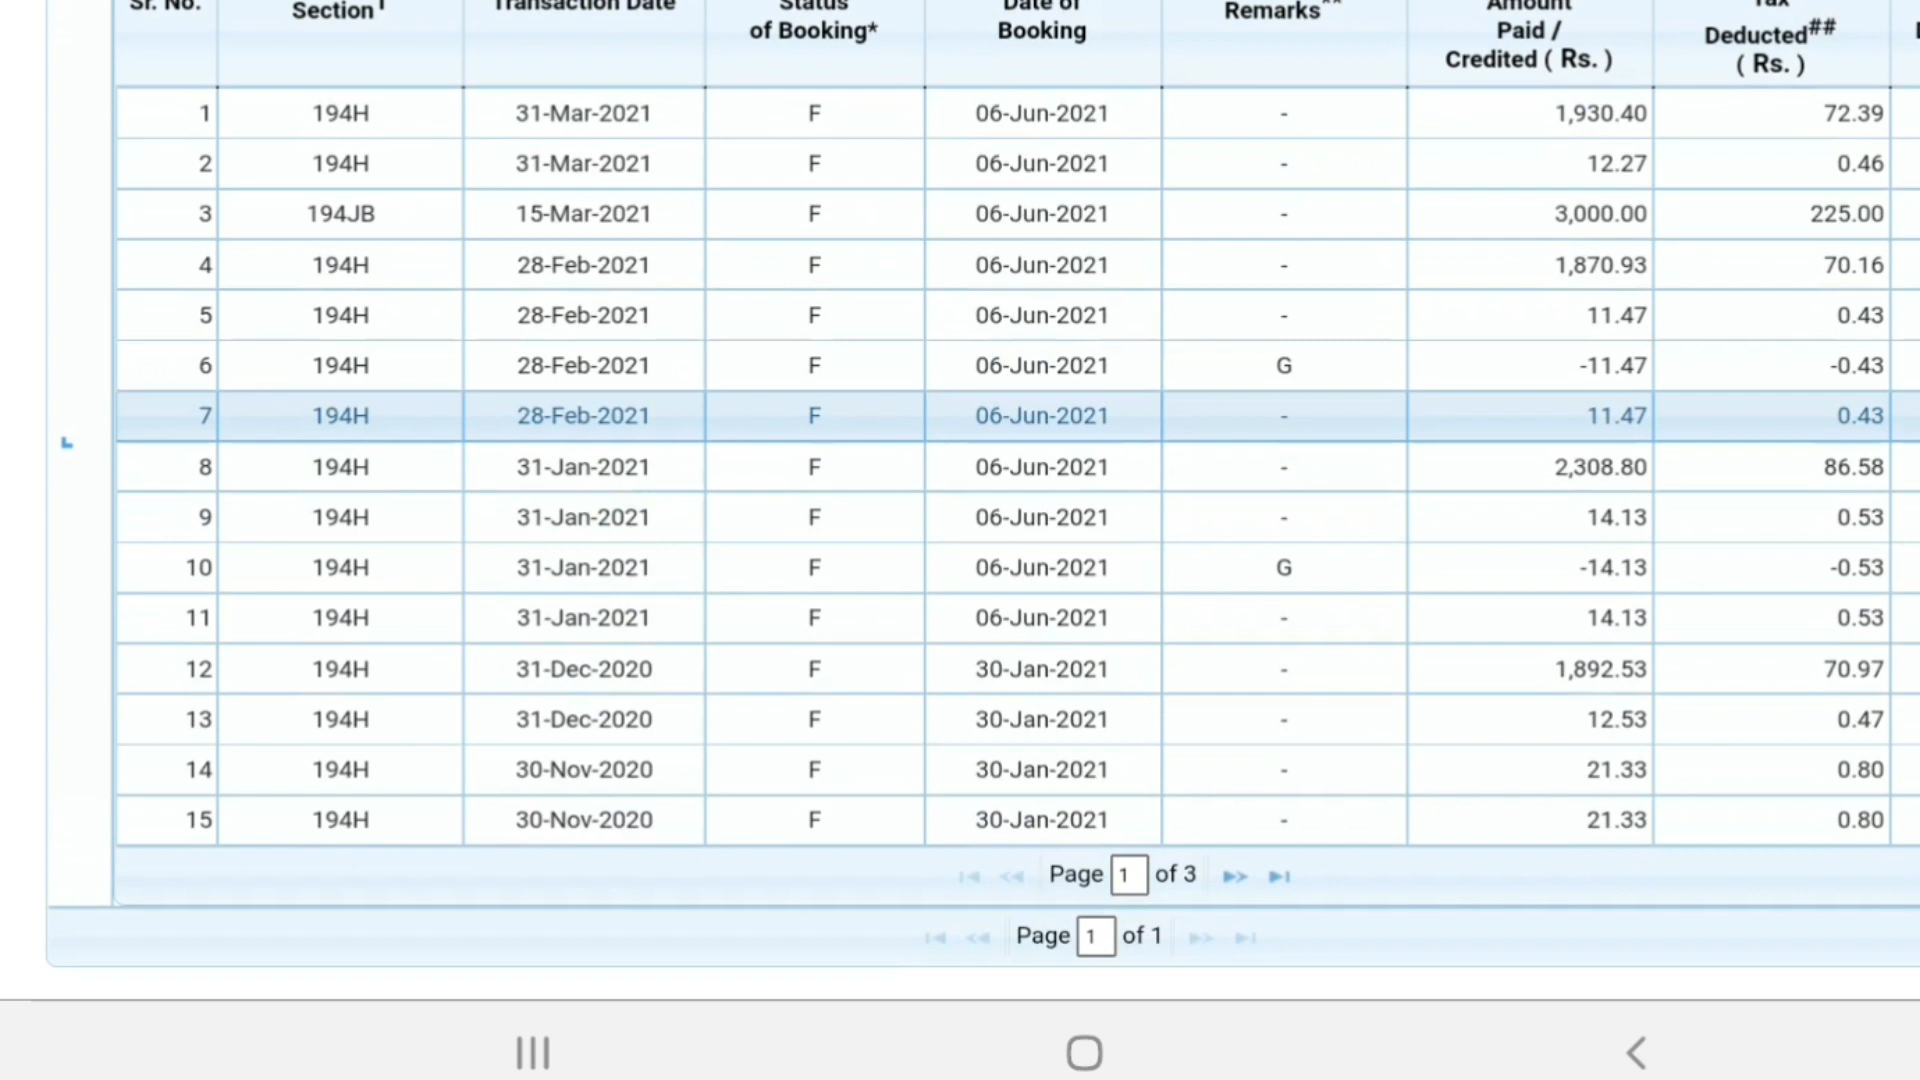 Sr. No. Section1 Transaction Date Status of Booking* Date of Booking Remarks** Amount Paid / Credited ( Rs. ) Tax Deducted## ( Rs. )
1 194H 31-Mar-2021 F 06-Jun-2021 - 1,930.40 72.39
2 194H 31-Mar-2021 F 06-Jun-2021 - 12.27 0.46
3 194JB 15-Mar-2021 F 06-Jun-2021 - 3,000.00 225.00
4 194H 28-Feb-2021 F 06-Jun-2021 - 1,870.93 70.16
5 194H 28-Feb-2021 F 06-Jun-2021 - 11.47 0.43
6 194H 28-Feb-2021 F 06-Jun-2021 G -11.47 -0.43
7 194H 28-Feb-2021 F 06-Jun-2021 - 11.47 0.43
8 194H 31-Jan-2021 F 06-Jun-2021 - 2,308.80 86.58
9 194H 31-Jan-2021 F 06-Jun-2021 - 14.13 0.53
10 194H 31-Jan-2021 F 06-Jun-2021 G -14.13 -0.53
11 194H 31-Jan-2021 F 06-Jun-2021 - 14.13 0.53
12 194H 31-Dec-2020 F 30-Jan-2021 - 1,892.53 70.97
13 194H 31-Dec-2020 F 30-Jan-2021 - 12.53 0.47
14 194H 30-Nov-2020 F 30-Jan-2021 - 21.33 0.80
15 194H 30-Nov-2020 F 30-Jan-2021 - 21.33 0.80
Page 1 of 3
Page 1 of 1